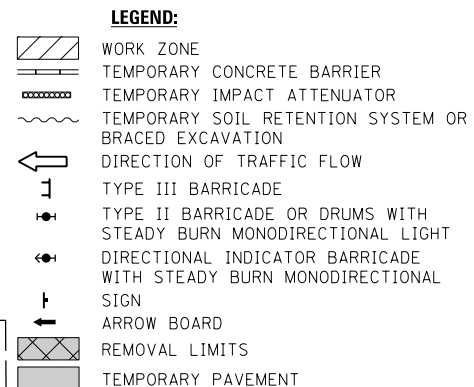 LEGEND:
WORK ZONE
TEMPORARY CONCRETE BARRIER
TEMPORARY IMPACT ATTENUATOR
TEMPORARY SOIL RETENTION SYSTEM OR
BRACED EXCAVATION
DIRECTION OF TRAFFIC FLOW
TYPE III BARRICADE
TYPE II BARRICADE OR DRUMS WITH
STEADY BURN MONODIRECTIONAL LIGHT
DIRECTIONAL INDICATOR BARRICADE
WITH STEADY BURN MONODIRECTIONAL
SIGN
ARROW BOARD
REMOVAL LIMITS
TEMPORARY PAVEMENT